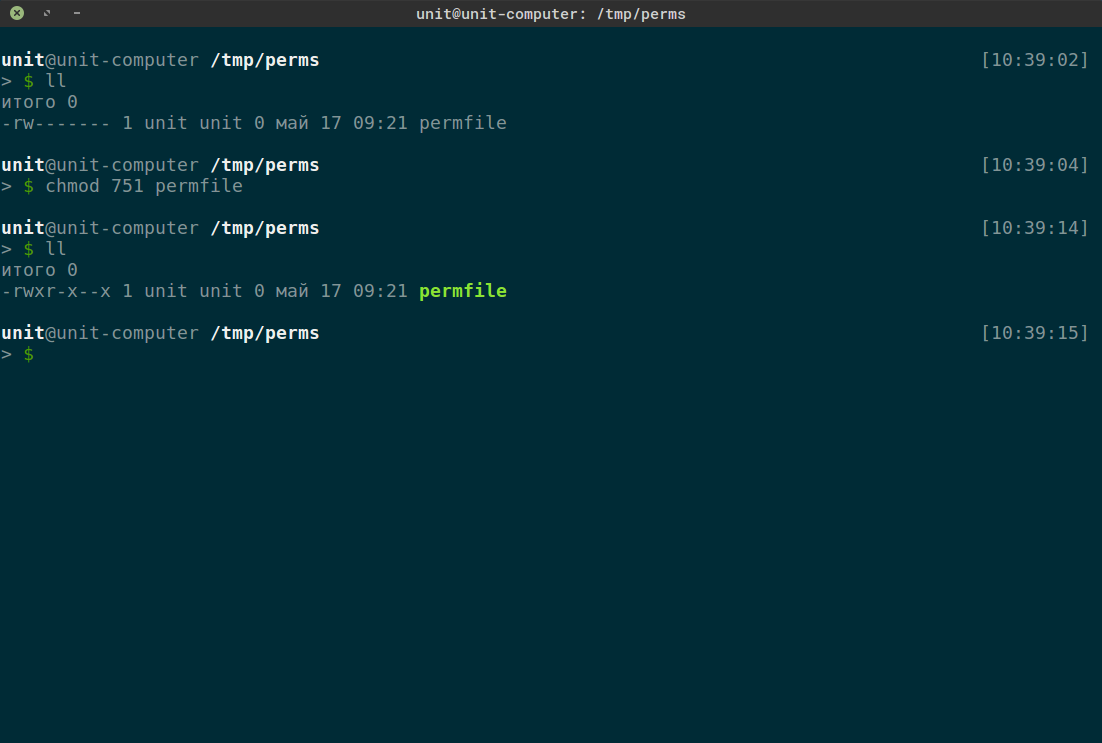 unit@unit-computer: /tmp/perms
unit@unit-computer /tmp/perms [10:39:02]
> $ ll
итого 0
-rw------- 1 unit unit 0 май 17 09:21 permfile
unit@unit-computer /tmp/perms [10:39:04]
> $ chmod 751 permfile
unit@unit-computer /tmp/perms [10:39:14]
> $ ll
итого 0
-rwxr-x--x 1 unit unit 0 май 17 09:21 permfile
unit@unit-computer /tmp/perms [10:39:15]
> $